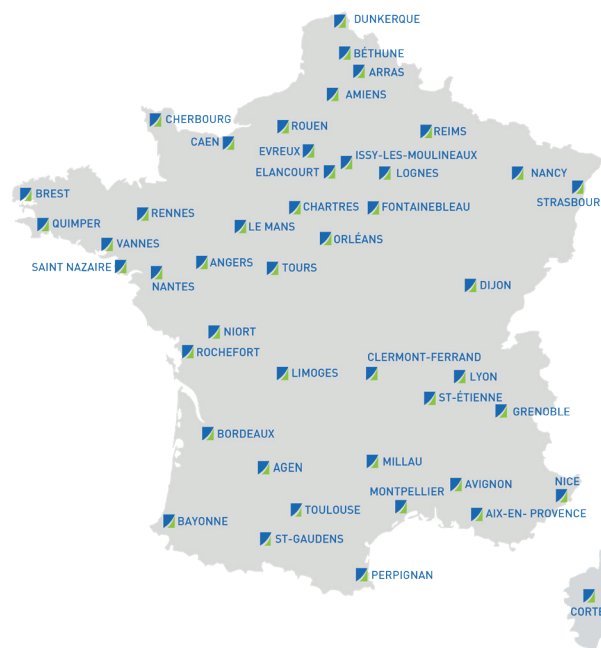 DUNKERQUE
BÉTHUNE
ARRAS
AMIENS
CHERBOURG
ROUEN
REIMS
CAEN
EVREUX
ISSY-LES-MOULINEAUX
ELANCOURT
LOGNES
NANCY
STRASBOUR
BREST
RENNES
CHARTRES
FONTAINEBLEAU
QUIMPER
LE MANS
VANNES
ORLÉANS
SAINT NAZAIRE
ANGERS
TOURS
NANTES
DIJON
NIORT
ROCHEFORT
CLERMONT-FERRAND
LIMOGES
LYON
ST-ÉTIENNE
GRENOBLE
BORDEAUX
AGEN
MILLAU
AVIGNON
NICE
MONTPELLIER
TOULOUSE
AIX-EN- PROVENCE
BAYONNE
ST-GAUDENS
PERPIGNAN
CORTE